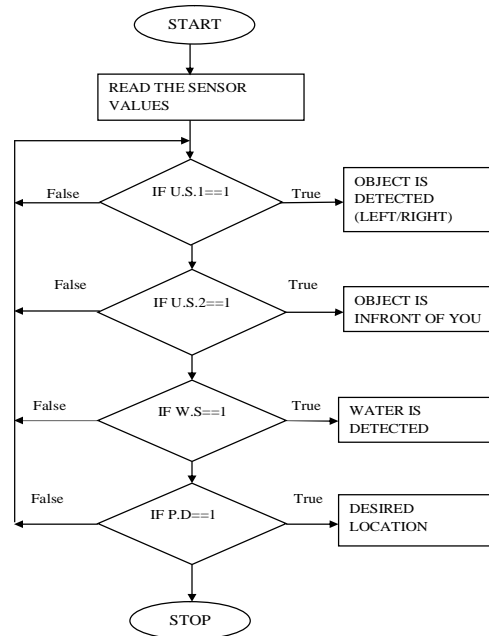 START
READ THE SENSOR
VALUES
False
IF U.S.1==1
True
OBJECT IS
DETECTED
(LEFT/RIGHT)
False
IF U.S.2==1
True
OBJECT IS
INFRONT OF YOU
False
IF W.S==1
True
WATER IS
DETECTED
False
IF P.D==1
True
DESIRED
LOCATION
STOP